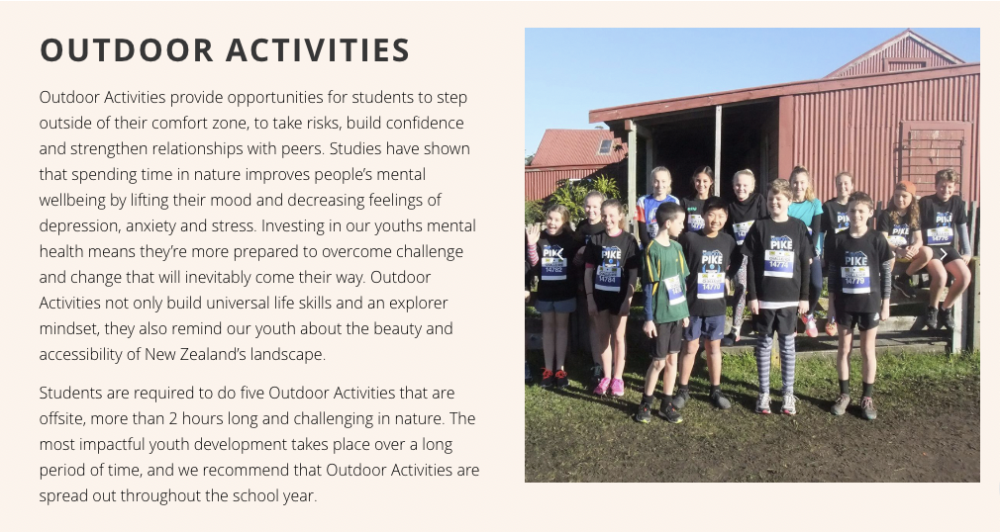 OUTDOOR ACTIVITIES
Outdoor Activities provide opportunities for students to step
outside of their comfort zone, to take risks, build confidence
and strengthen relationships with peers. Studies have shown
that spending time in nature improves people’s mental
wellbeing by lifting their mood and decreasing feelings of
depression, anxiety and stress. Investing in our youths mental
health means they’re more prepared to overcome challenge
and change that will inevitably come their way. Outdoor
Activities not only build universal life skills and an explorer
mindset, they also remind our youth about the beauty and
accessibility of New Zealand’s landscape.
Students are required to do five Outdoor Activities that are
offsite, more than 2 hours long and challenging in nature. The
most impactful youth development takes place over a long
period of time, and we recommend that Outdoor Activities are
spread out throughout the school year.
PIKE
14782
PIKE
14784
PIKE
14770
PIKE
14774
PIKE
14779
PIKE
PIKE
14776